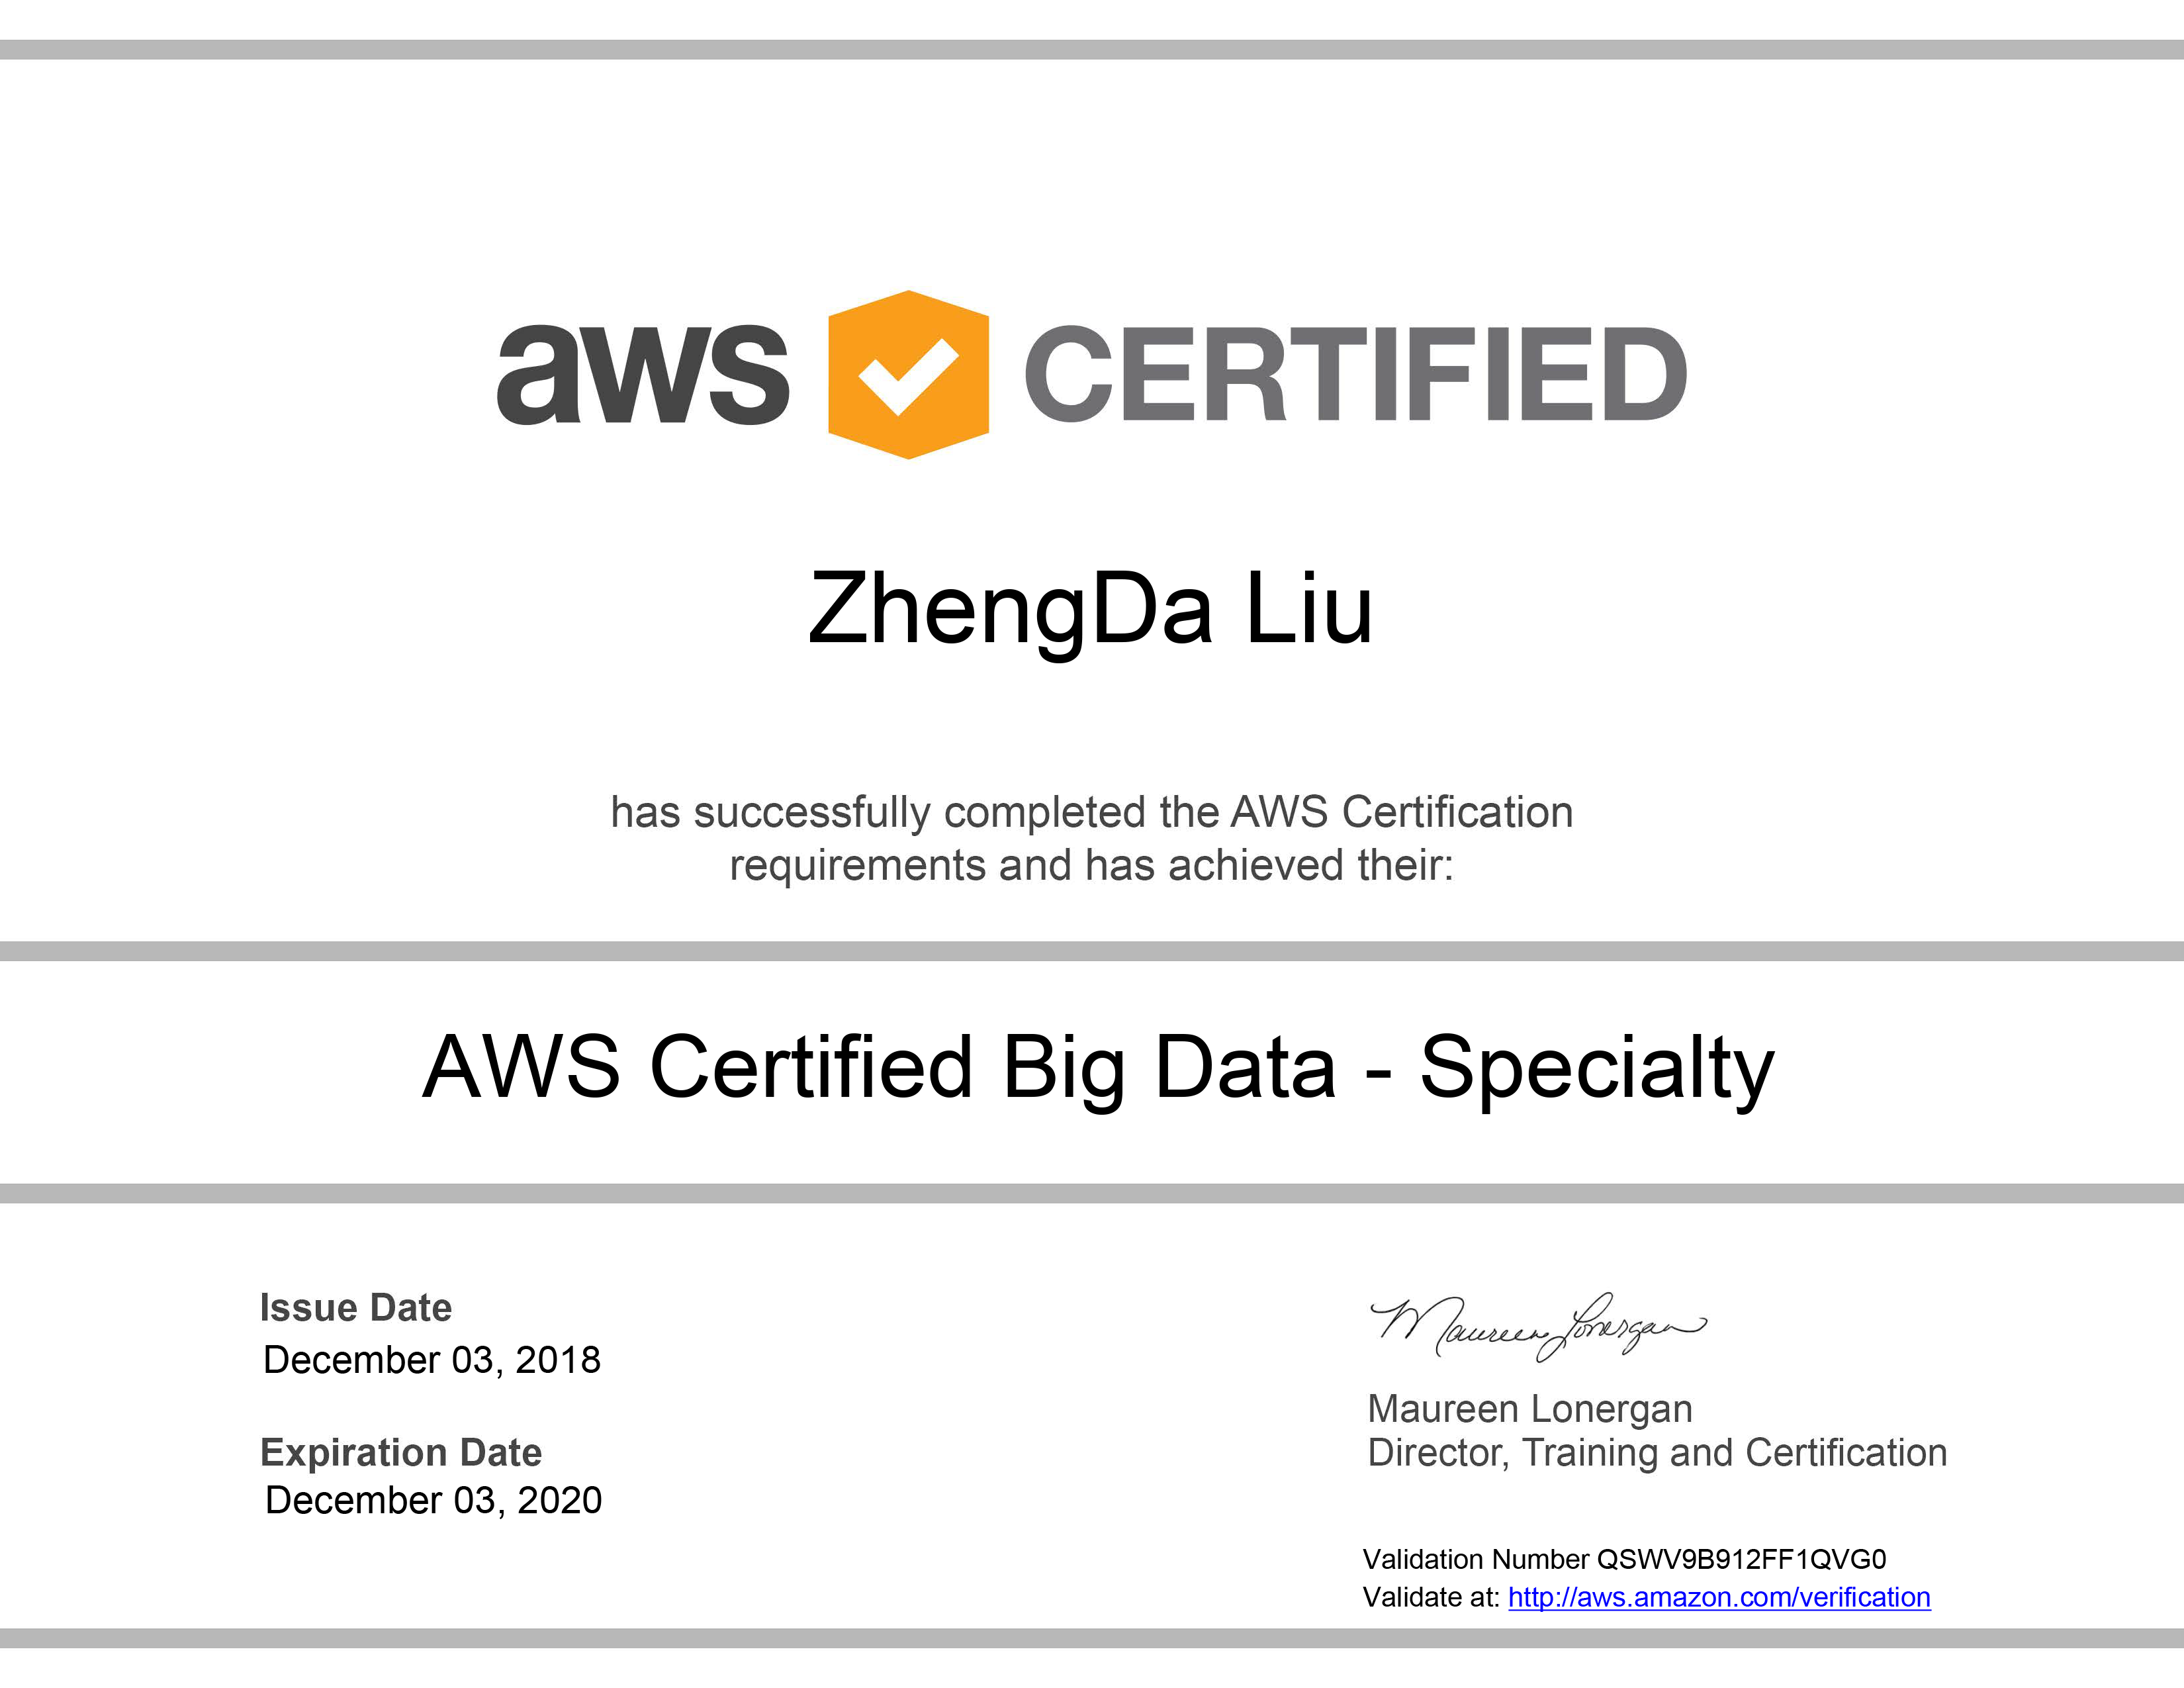 aws CERTIFIED
ZhengDa Liu
has successfully completed the AWS Certification
requirements and has achieved their:
AWS Certified Big Data - Specialty
Issue Date
December 03, 2018
Expiration Date
December 03, 2020
Maureen Lonergan
Maureen Lonergan
Director, Training and Certification
Validation Number QSWV9B912FF1QVG0
Validate at: http://aws.amazon.com/verification